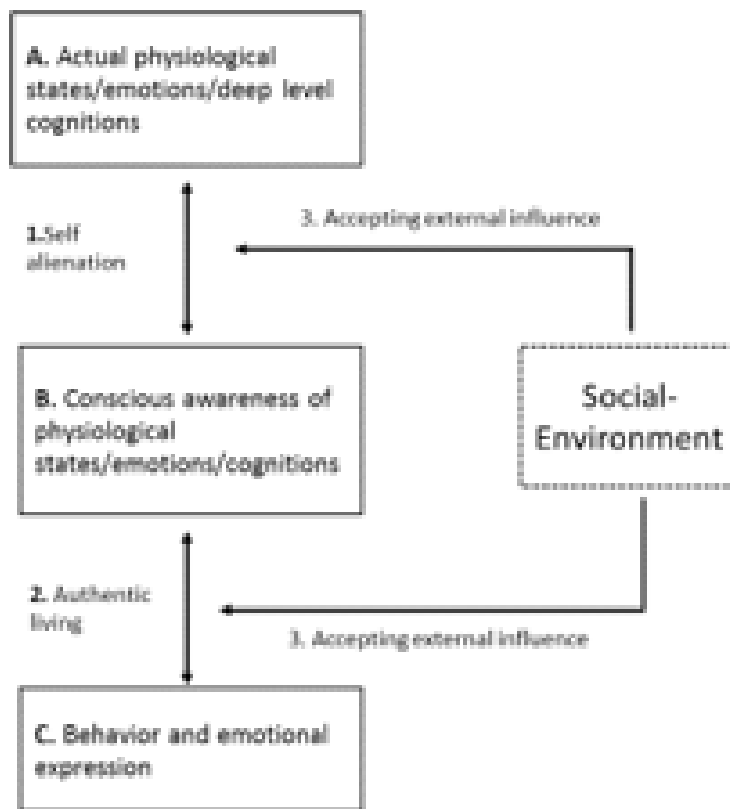 A. Actual physiological
states/emotions/deep level
cognitions
1.Self
alienation
3. Accepting external influence
B. Conscious awareness of
physiological
states/emotions/cognitions
Social-
Environment
2. Authentic
living
3. Accepting external influence
C. Behavior and emotional
expression